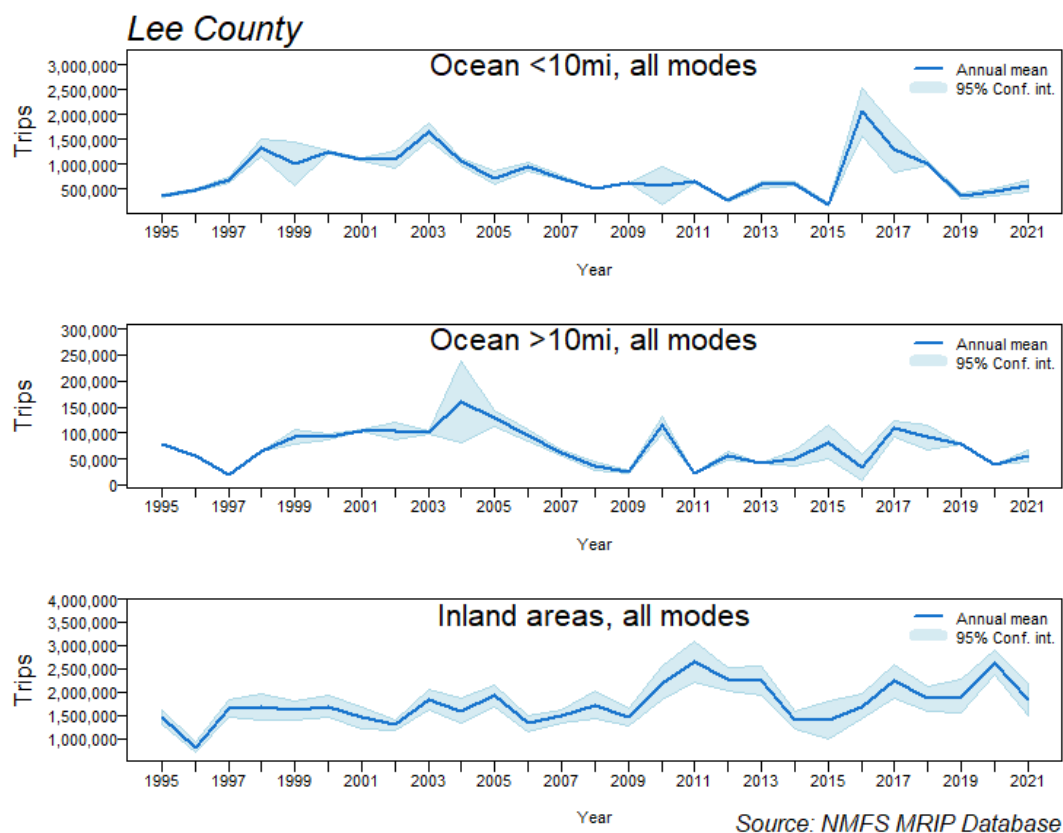 Lee County
Ocean <10mi, all modes
Annual mean
95% Conf. int.
Trips
3,000,000
2,500,000
2,000,000
1,500,000
1,000,000
500,000
1995 1997 1999 2001 2003 2005 2007 2009 2011 2013 2015 2017 2019 2021
Year
Ocean >10mi, all modes
Annual mean
95% Conf. int.
Trips
300,000
250,000
200,000
150,000
100,000
50,000
0
1995 1997 1999 2001 2003 2005 2007 2009 2011 2013 2015 2017 2019 2021
Year
Inland areas, all modes
Annual mean
95% Conf. int.
Trips
4,000,000
3,500,000
3,000,000
2,500,000
2,000,000
1,500,000
1,000,000
1995 1997 1999 2001 2003 2005 2007 2009 2011 2013 2015 2017 2019 2021
Year
Source: NMFS MRIP Database